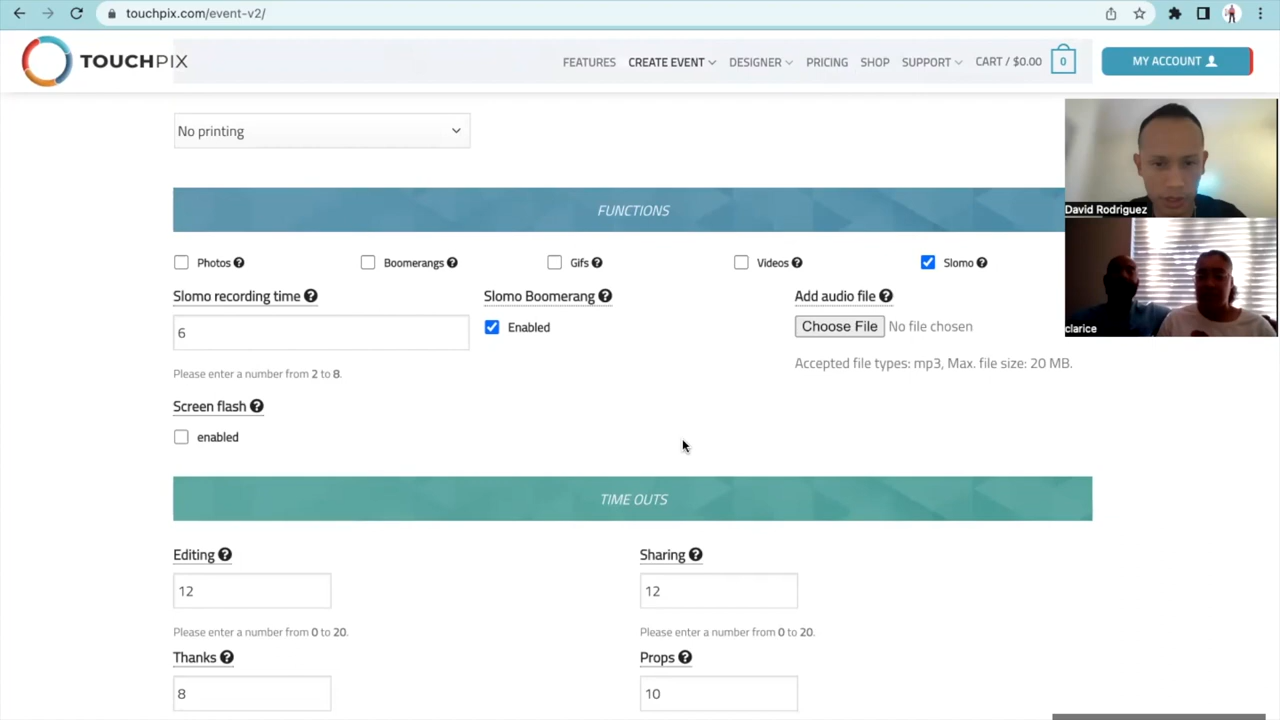 touchpix.com/event-v2/
TOUCHPIX
FEATURES CREATE EVENT DESIGNER PRICING SHOP SUPPORT CART / $0.00 0 MY ACCOUNT
No printing
David Rodriguez
FUNCTIONS
Photos ? Boomerangs ? Gifs ? Videos ? Slomo ?
Slomo recording time ? Slomo Boomerang ? Add audio file ?
6 Enabled Choose File No file chosen
clarice
Please enter a number from 2 to 8. Accepted file types: mp3, Max. file size: 20 MB.
Screen flash ?
enabled
TIME OUTS
Editing ? Sharing ?
12 12
Please enter a number from 0 to 20. Please enter a number from 0 to 20.
Thanks ? Props ?
8 10